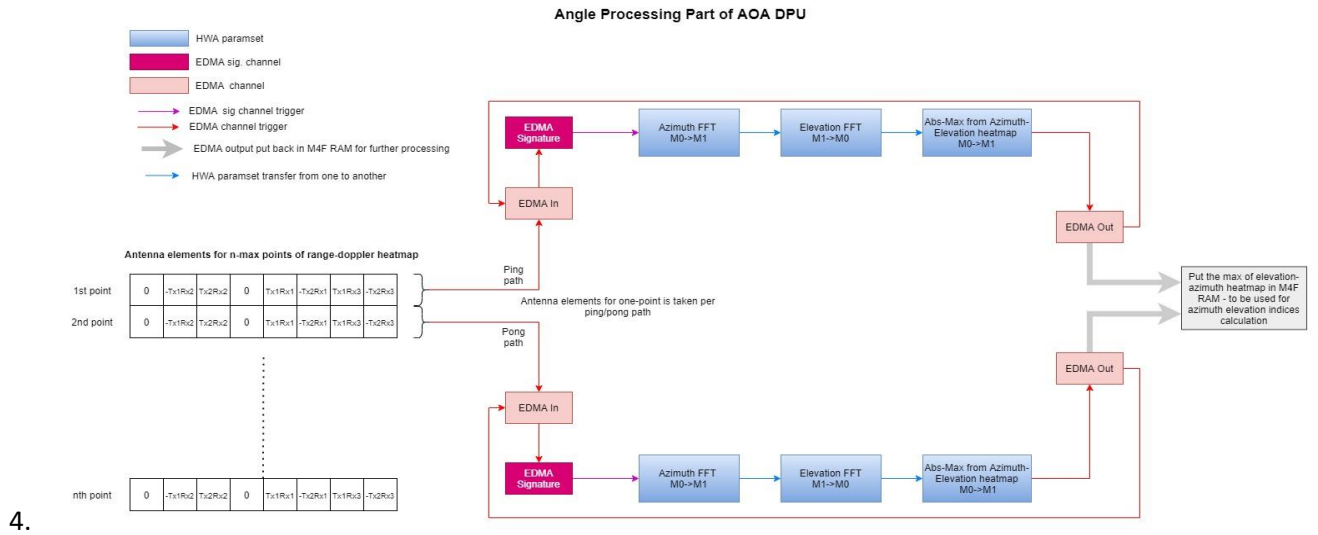 Angle Processing Part of AOA DPU
HWA paramset
EDMA sig. channel
EDMA channel
EDMA sig channel trigger
EDMA channel trigger
EDMA output put back in M4F RAM for further processing
HWA paramset transfer from one to another
EDMA
Signature
Azimuth FFT
M0->M1
Elevation FFT
M1->M0
Abs-Max from Azimuth-
Elevation heatmap
M0->M1
EDMA In
EDMA Out
Antenna elements for n-max points of range-doppler heatmap
1st point 0 -Tx1Rx2 Tx2Rx2 0 Tx1Rx1 -Tx2Rx1 Tx1Rx3 -Tx2Rx3
2nd point 0 -Tx1Rx2 Tx2Rx2 0 Tx1Rx1 -Tx2Rx1 Tx1Rx3 -Tx2Rx3
Ping
path
Antenna elements for one-point is taken per
ping/pong path
Pong
path
Put the max of elevation-
azimuth heatmap in M4F
RAM - to be used for
azimuth elevation indices
calculation
EDMA Out
EDMA In
EDMA
Signature
Azimuth FFT
M0->M1
Elevation FFT
M1->M0
Abs-Max from Azimuth-
Elevation heatmap
M0->M1
nth point 0 -Tx1Rx2 Tx2Rx2 0 Tx1Rx1 -Tx2Rx1 Tx1Rx3 -Tx2Rx3
4.